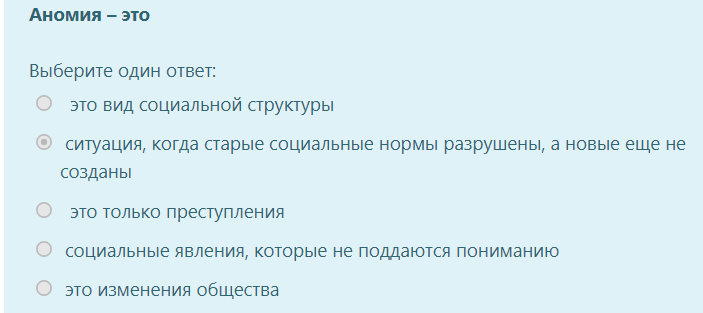 Аномия – это
Выберите один ответ:
это вид социальной структуры
ситуация, когда старые социальные нормы разрушены, а новые еще не
созданы
это только преступления
социальные явления, которые не поддаются пониманию
это изменения общества